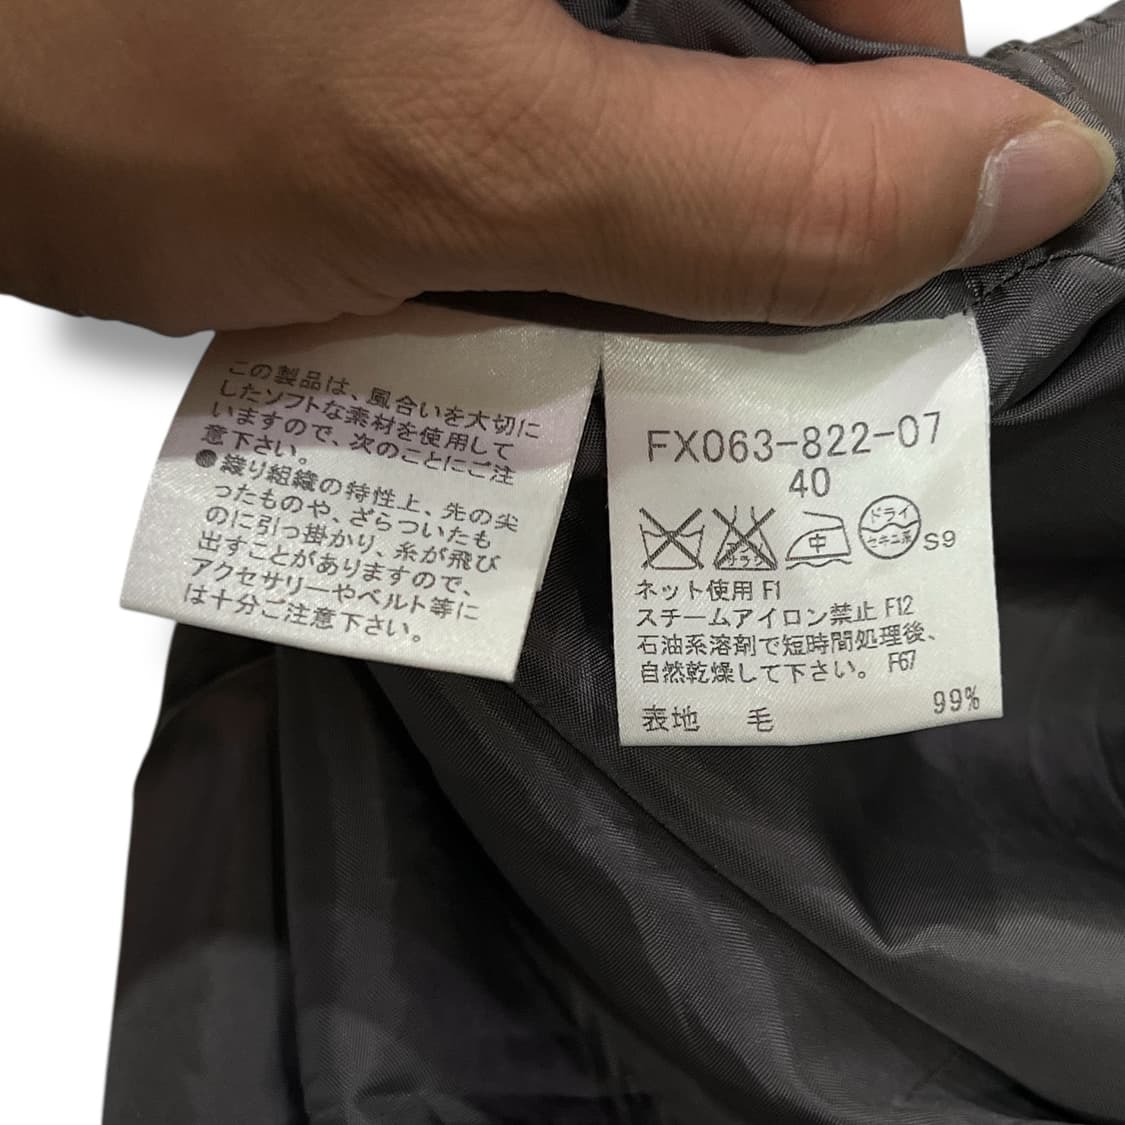 この製品は、風合いを大切に
したソフトな素材を使用して
いますので、次のことにご注
意下さい。
●織り組織の特性上、先の尖
ったものや、ざらついたも
のに引っ掛かり、糸が飛び
出すことがありますので、
アクセサリーやベルト等に
は十分ご注意下さい。
FX063-822-07
40
サラシ
中
ドライ
セキユ系
S9
ネット使用 F1
スチームアイロン禁止 F12
石油系溶剤で短時間処理後、
自然乾燥して下さい。 F67
表地 毛 99%